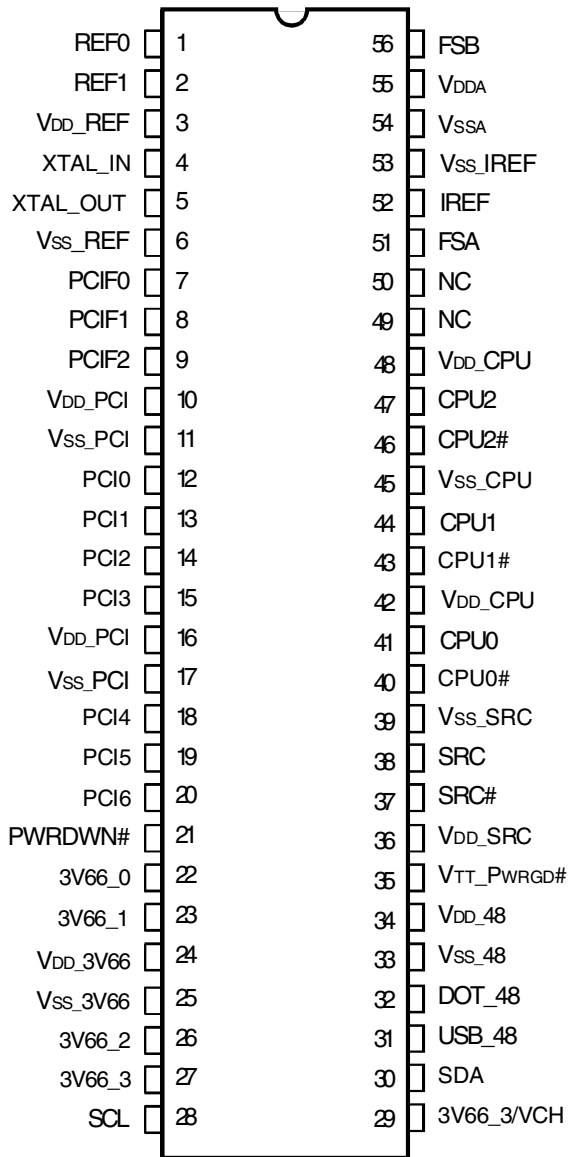 REF0 1 56 FSB
REF1 2 55 VDDA
VDD_REF 3 54 VSSA
XTAL_IN 4 53 VSS_IREF
XTAL_OUT 5 52 IREF
VSS_REF 6 51 FSA
PCIF0 7 50 NC
PCIF1 8 49 NC
PCIF2 9 48 VDD_CPU
VDD_PCI 10 47 CPU2
VSS_PCI 11 46 CPU2#
PCI0 12 45 VSS_CPU
PCI1 13 44 CPU1
PCI2 14 43 CPU1#
PCI3 15 42 VDD_CPU
VDD_PCI 16 41 CPU0
VSS_PCI 17 40 CPU0#
PCI4 18 39 VSS_SRC
PCI5 19 38 SRC
PCI6 20 37 SRC#
PWRDWN# 21 36 VDD_SRC
3V66_0 22 35 VTT_PWRGD#
3V66_1 23 34 VDD_48
VDD_3V66 24 33 VSS_48
VSS_3V66 25 32 DOT_48
3V66_2 26 31 USB_48
3V66_3 27 30 SDA
SCL 28 29 3V66_3/VCH